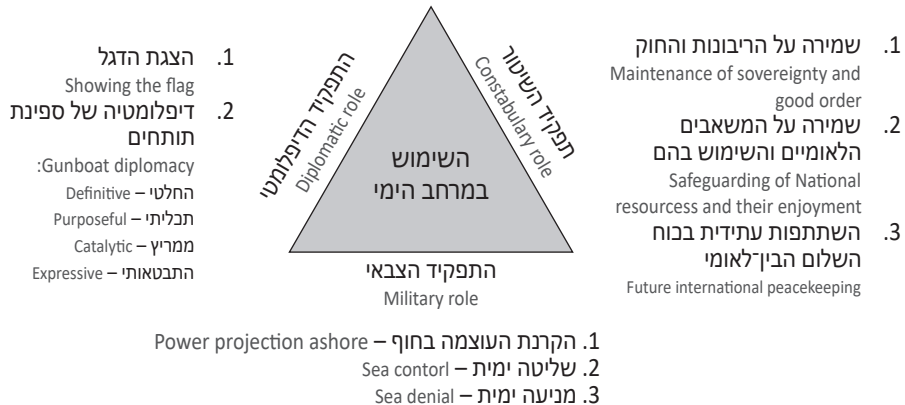 1. שמירה על הריבונות והחוק
Maintenance of sovereignty and
good order
2. שמירה על המשאבים
הלאומיים והשימוש בהם
Safeguarding of National
resourcess and their enjoyment
3. השתתפות עתידית בכוח
השלום הבין־לאומי
Future international peacekeeping
תפקיד השיטור
Constabulary role
השימוש
במרחב הימי
התפקיד הדיפלומטי
Diplomatic role
1. הצגת הדגל
Showing the flag
2. דיפלומטיה של ספינת
תותחים
Gunboat diplomacy:
החלטי – Definitive
תכליתי – Purposeful
ממריץ – Catalytic
התבטאותי – Expressive
התפקיד הצבאי
Military role
1. הקרנת העוצמה בחוף – Power projection ashore
2. שליטה ימית – Sea contorl
3. מניעה ימית – Sea denial